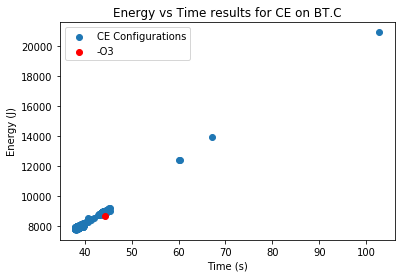 Energy vs Time results for CE on BT.C
CE Configurations
-O3
Energy (J)
20000
18000
16000
14000
12000
10000
8000
40 50 60 70 80 90 100
Time (s)